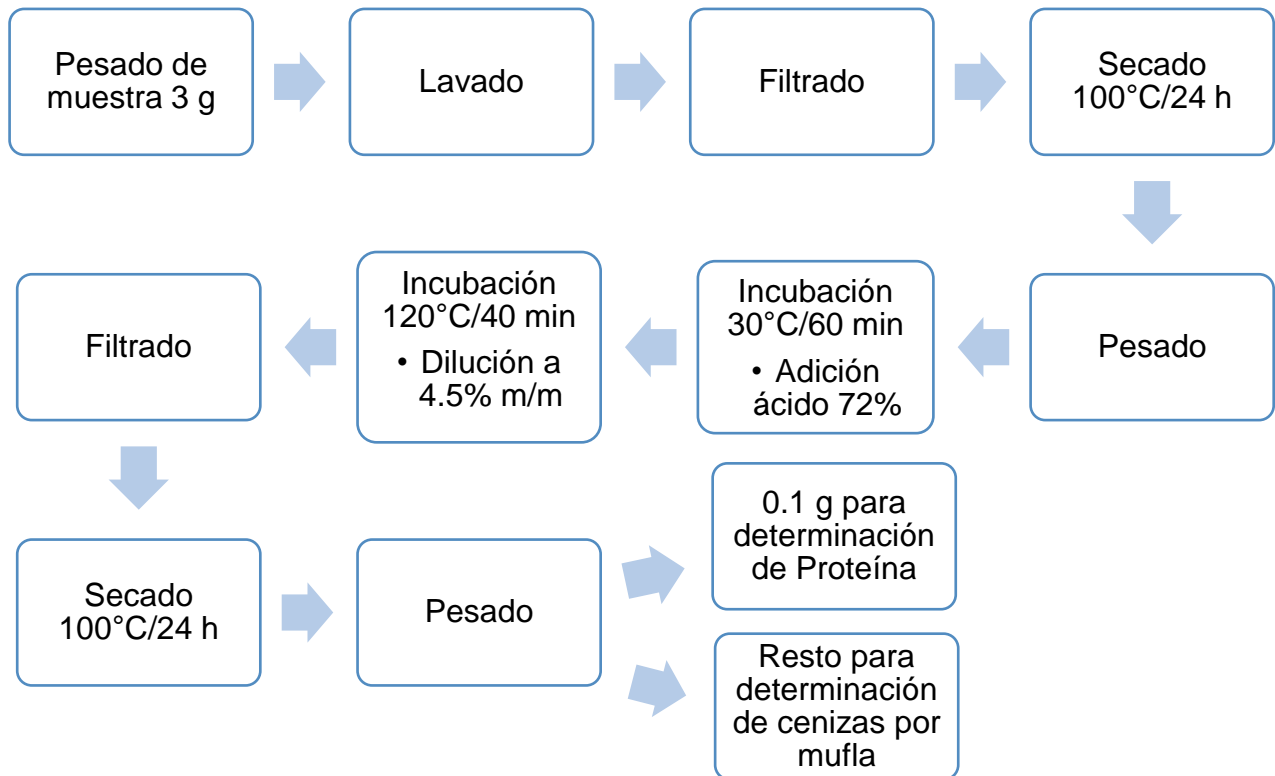 Pesado de
muestra 3 g
Lavado
Filtrado
Secado
100°C/24 h
Pesado
Incubación
30°C/60 min
• Adición
ácido 72%
Incubación
120°C/40 min
• Dilución a
4.5% m/m
Filtrado
Secado
100°C/24 h
Pesado
0.1 g para
determinación
de Proteína
Resto para
determinación
de cenizas por
mufla